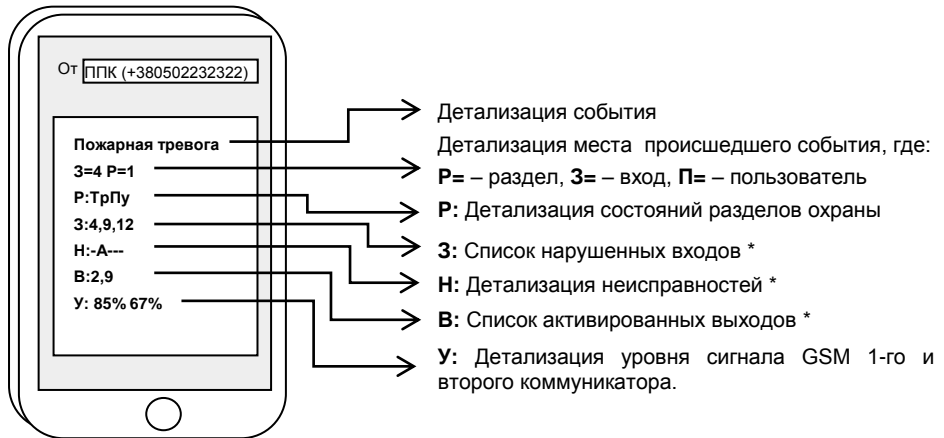 От ППК (+380502232322)
Пожарная тревога
З=4 Р=1
Р:ТрПу
З:4,9,12
Н:-А---
В:2,9
У: 85% 67%
Детализация события
Детализация места происшедшего события, где:
Р= – раздел, З= – вход, П= – пользователь
Р: Детализация состояний разделов охраны
З: Список нарушенных входов *
Н: Детализация неисправностей *
В: Список активированных выходов *
У: Детализация уровня сигнала GSM 1-го и
второго коммуникатора.